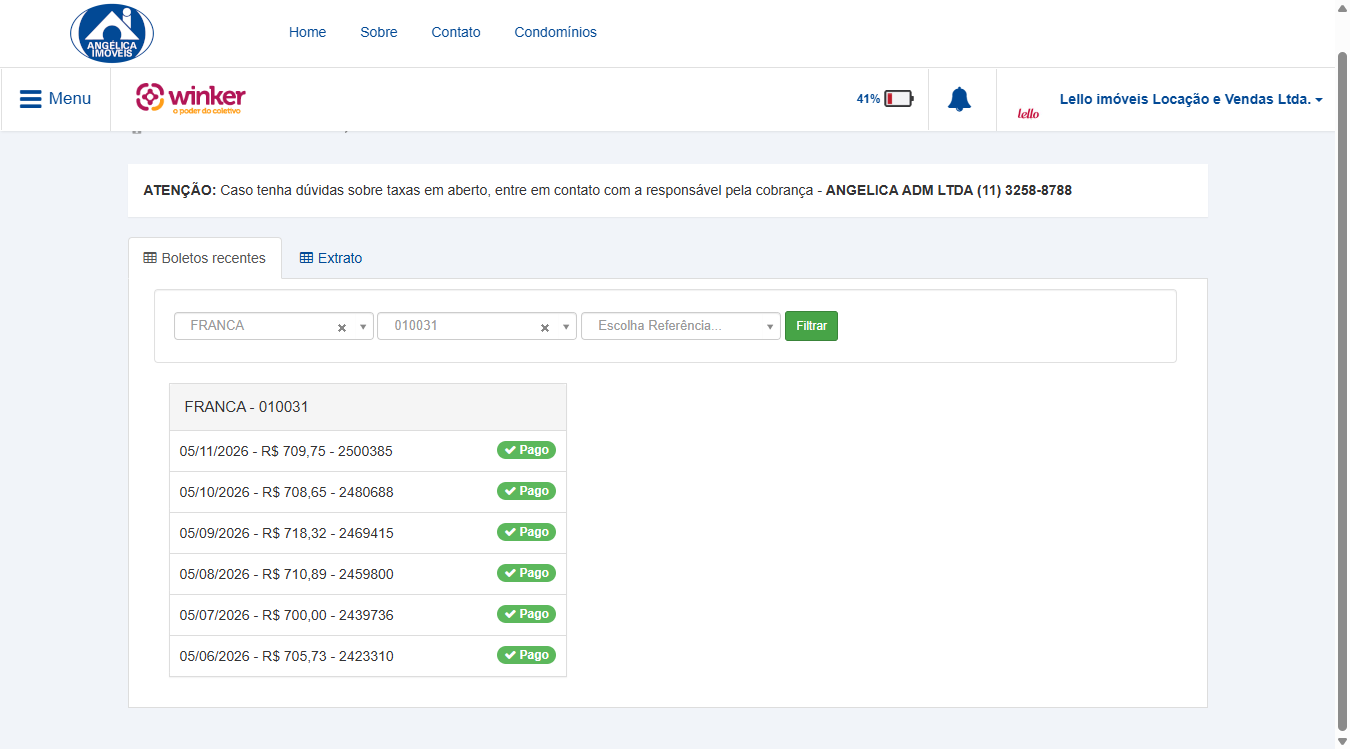 ANGÉLICA
IMÓVEIS
Home Sobre Contato Condomínios
Menu
winker
o poder do coletivo
41%
lello
Lello imóveis Locação e Vendas Ltda.
ATENÇÃO: Caso tenha dúvidas sobre taxas em aberto, entre em contato com a responsável pela cobrança - ANGELICA ADM LTDA (11) 3258-8788
Boletos recentes Extrato
FRANCA 010031 Escolha Referência... Filtrar
FRANCA - 010031
05/11/2026 - R$ 709,75 - 2500385 Pago
05/10/2026 - R$ 708,65 - 2480688 Pago
05/09/2026 - R$ 718,32 - 2469415 Pago
05/08/2026 - R$ 710,89 - 2459800 Pago
05/07/2026 - R$ 700,00 - 2439736 Pago
05/06/2026 - R$ 705,73 - 2423310 Pago